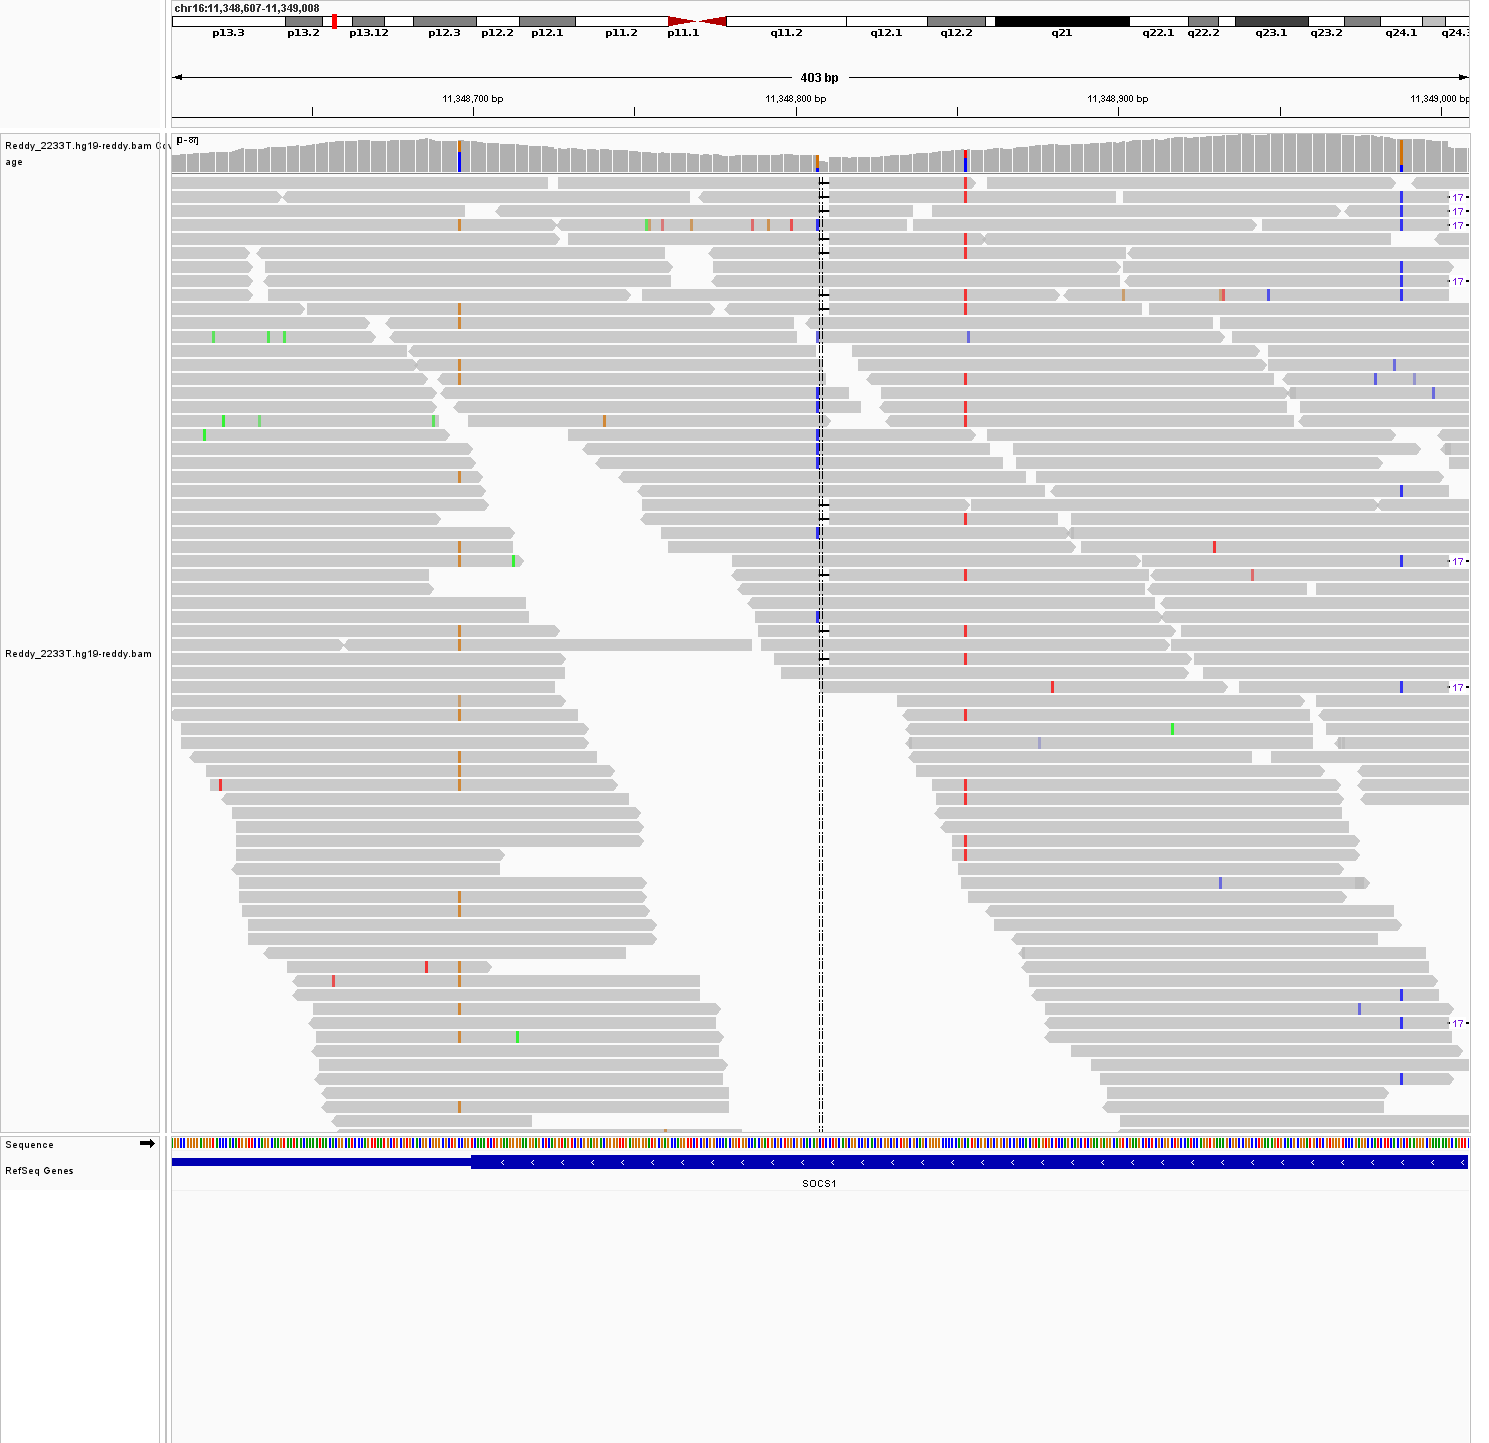 chr16:11,348,607-11,349,008
p13.3 p13.2 p13.12 p12.3 p12.2 p12.1 p11.2 p11.1 q11.2 q12.1 q12.2 q21 q22.1 q22.2 q23.1 q23.2 q24.1 q24.3
403 bp
11,348,700 bp 11,348,800 bp 11,348,900 bp 11,349,000 bp
Reddy_2233T.hg19-reddy.bam Cov
age
[0 - 87]
17
17
17
17
17
Reddy_2233T.hg19-reddy.bam
17
17
Sequence
RefSeq Genes
SOCS1